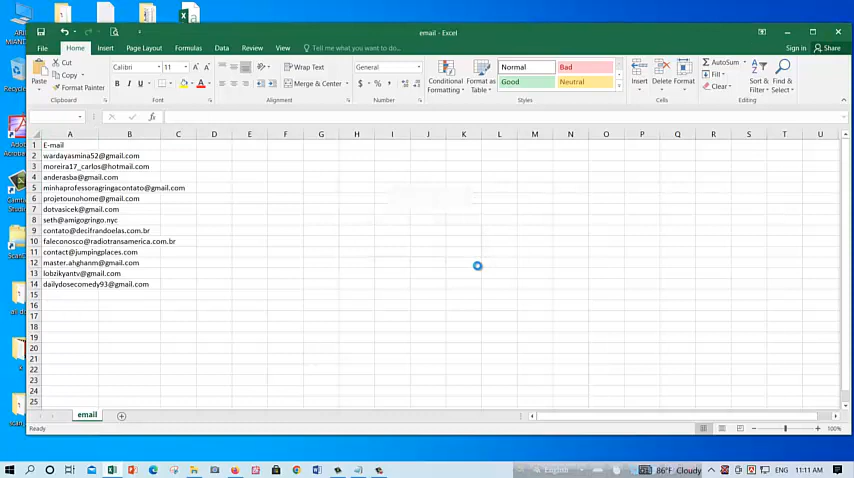 email - Excel
Sign in
Share
File
Home
Insert
Page Layout
Formulas
Data
Review
View
Tell me what you want to do...
Paste
Cut
Copy
Format Painter
Clipboard
Calibri
11
B I U
Font
Wrap Text
Merge & Center
Alignment
General
$ % ,
Number
Conditional Formatting
Format as Table
Normal
Bad
Good
Neutral
Styles
Insert
Delete
Format
Cells
AutoSum
Fill
Clear
Sort & Filter
Find & Select
Editing
fx
A B C D E F G H I J K L M N O P Q R S T U
1 E-mail
2 wardayasmina52@gmail.com
3 moreira17_carlos@hotmail.com
4 anderasba@gmail.com
5 minhaprofessoragringacontato@gmail.com
6 projetounohome@gmail.com
7 dotvasicek@gmail.com
8 seth@amigogringo.nyc
9 contato@decifrandoelas.com.br
10 faleconosco@radiotransamerica.com.br
11 contact@jumpingplaces.com
12 master.ahghanm@gmail.com
13 lobzikyantv@gmail.com
14 dailydosecomedy93@gmail.com
15
16
17
18
19
20
21
22
23
24
25
email
Ready
100%
English
86°F Cloudy
ENG
11:11 AM